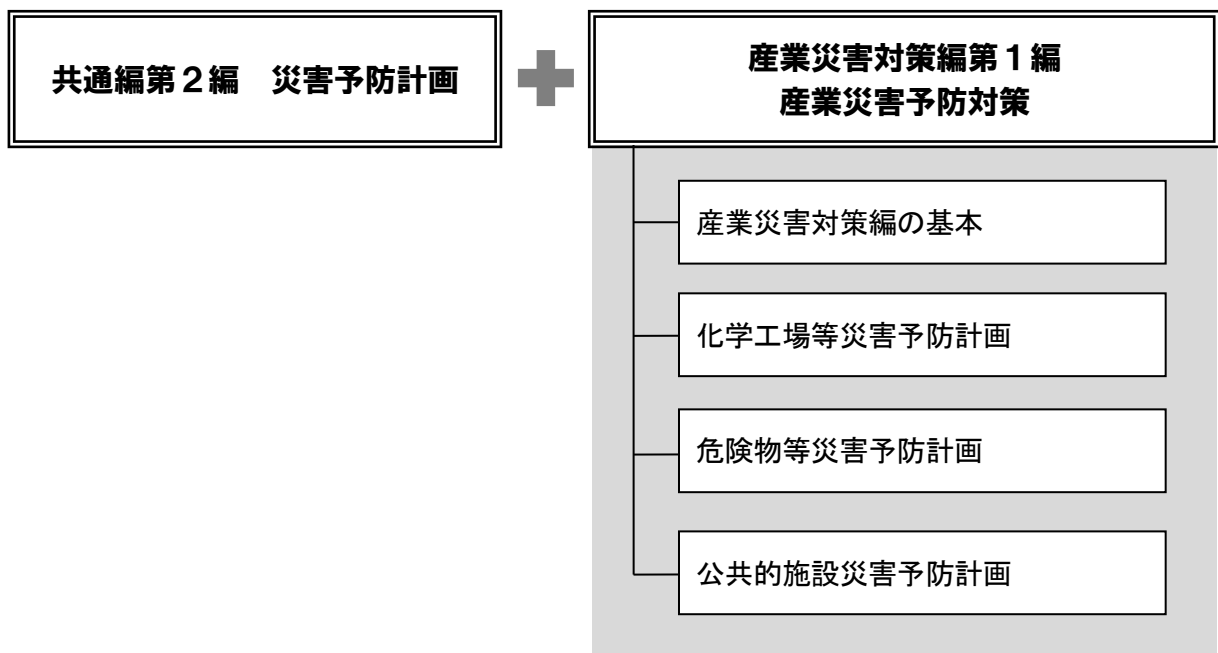 共通編第２編　災害予防計画
産業災害対策編第１編
産業災害予防対策
産業災害対策編の基本
化学工場等災害予防計画
危険物等災害予防計画
公共的施設災害予防計画